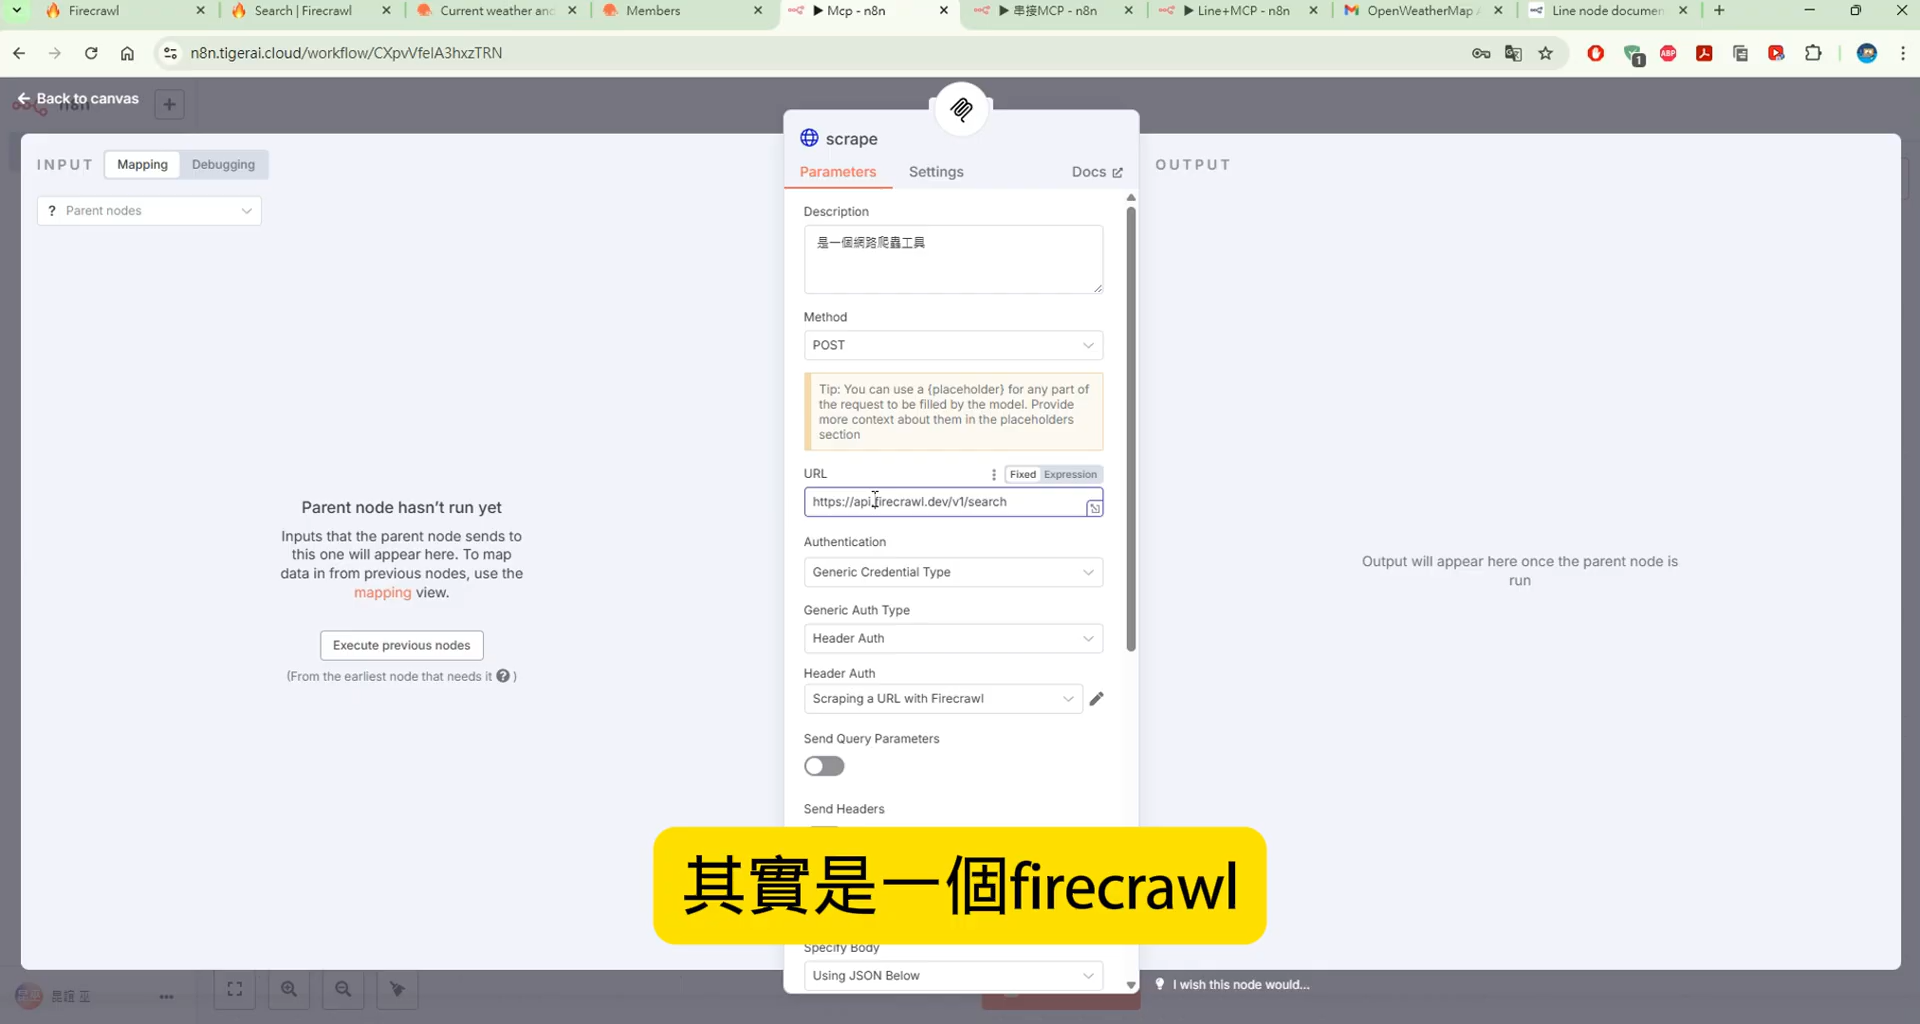 Firecrawl
Search | Firecrawl
Current weather and
Members
▶ Mcp - n8n
▶ 串接MCP - n8n
▶ Line+MCP - n8n
OpenWeatherMap
Line node documen
n8n.tigerai.cloud/workflow/CXpvVfelA3hxzTRN
1
ABP
Back to canvas
INPUT
Mapping
Debugging
? Parent nodes
Parent node hasn't run yet
Inputs that the parent node sends to
this one will appear here. To map
data in from previous nodes, use the
mapping view.
Execute previous nodes
(From the earliest node that needs it ? )
scrape
Parameters
Settings
Docs
Description
是一個網路爬蟲工具
Method
POST
Tip: You can use a {placeholder} for any part of
the request to be filled by the model. Provide
more context about them in the placeholders
section
URL
Fixed
Expression
https://api.firecrawl.dev/v1/search
Authentication
Generic Credential Type
Generic Auth Type
Header Auth
Header Auth
Scraping a URL with Firecrawl
Send Query Parameters
Send Headers
其實是一個firecrawl
Specify Body
Using JSON Below
OUTPUT
Output will appear here once the parent node is
run
I wish this node would...